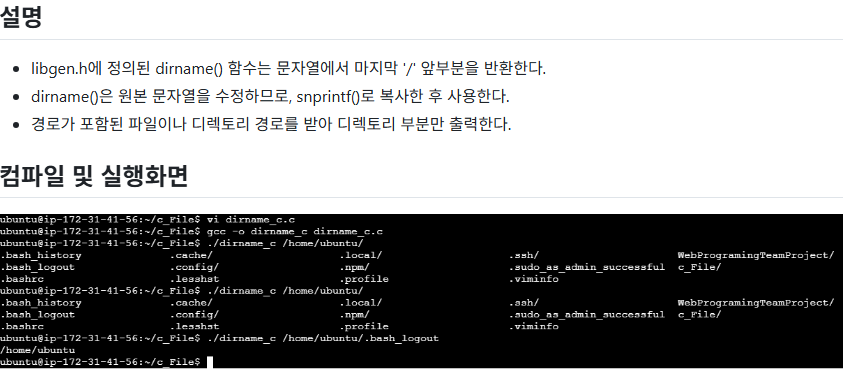 설명
libgen.h에 정의된 dirname() 함수는 문자열에서 마지막 '/' 앞부분을 반환한다.
dirname()은 원본 문자열을 수정하므로, snprintf()로 복사한 후 사용한다.
경로가 포함된 파일이나 디렉토리 경로를 받아 디렉토리 부분만 출력한다.
컴파일 및 실행화면
ubuntu@ip-172-31-41-56:~/c_File$ vi dirname_c.c
ubuntu@ip-172-31-41-56:~/c_File$ gcc -o dirname_c dirname_c.c
ubuntu@ip-172-31-41-56:~/c_File$ ./dirname_c /home/ubuntu/
.bash_history .cache/ .local/ .ssh/ WebProgramingTeamProject/
.bash_logout .config/ .npm/ .sudo_as_admin_successful c_File/
.bashrc .lesshst .profile .viminfo
ubuntu@ip-172-31-41-56:~/c_File$ ./dirname_c /home/ubuntu/
.bash_history .cache/ .local/ .ssh/ WebProgramingTeamProject/
.bash_logout .config/ .npm/ .sudo_as_admin_successful c_File/
.bashrc .lesshst .profile .viminfo
ubuntu@ip-172-31-41-56:~/c_File$ ./dirname_c /home/ubuntu/.bash_logout
/home/ubuntu
ubuntu@ip-172-31-41-56:~/c_File$